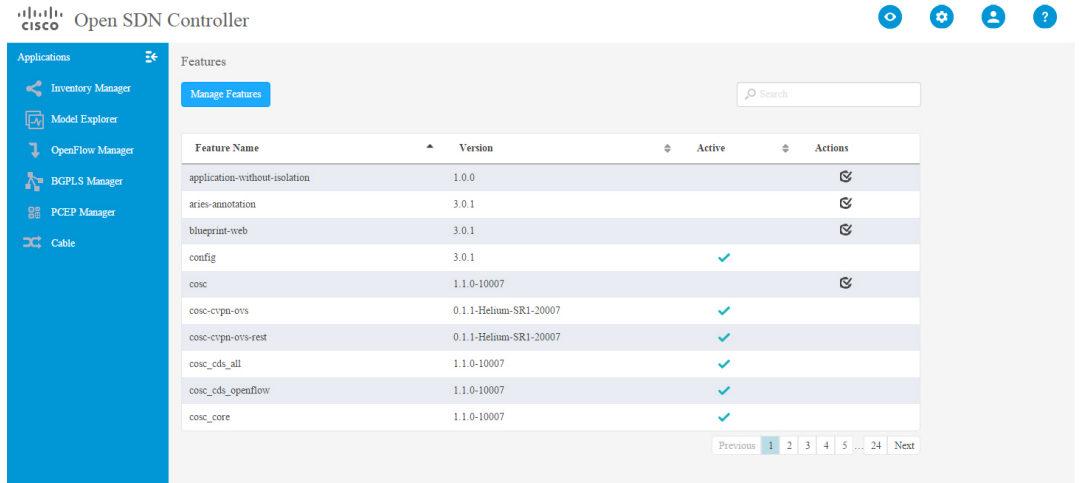 CISCO Open SDN Controller
?
Applications
Inventory Manager
Model Explorer
OpenFlow Manager
BGPLS Manager
PCEP Manager
Cable
Features
Manage Features
Search
Feature Name Version Active Actions
application-without-isolation 1.0.0
aries-annotation 3.0.1
blueprint-web 3.0.1
config 3.0.1
cosc 1.1.0-10007
cosc-cvpn-ovs 0.1.1-Helium-SR1-20007
cosc-cvpn-ovs-rest 0.1.1-Helium-SR1-20007
cosc_cds_all 1.1.0-10007
cosc_cds_openflow 1.1.0-10007
cosc_core 1.1.0-10007
Previous 1 2 3 4 5 ... 24 Next